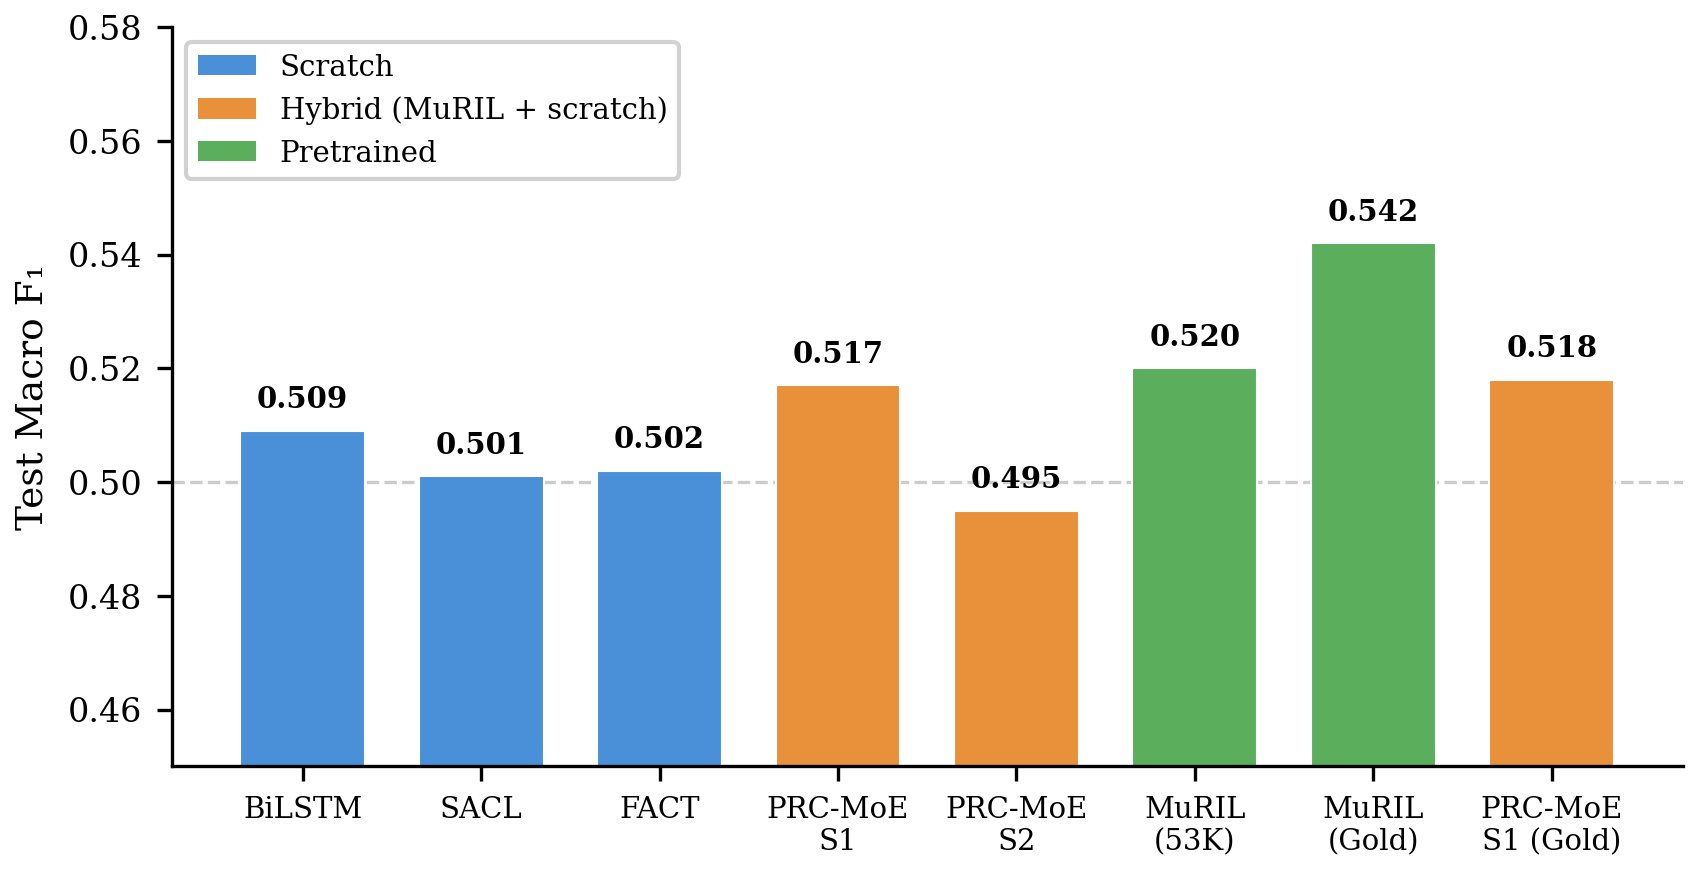 0.58
0.56
0.54
0.52
0.50
0.48
0.46
Test Macro F₁
Scratch
Hybrid (MuRIL + scratch)
Pretrained
0.509
0.501
0.502
0.517
0.495
0.520
0.542
0.518
BiLSTM
SACL
FACT
PRC-MoE
S1
PRC-MoE
S2
MuRIL
(53K)
MuRIL
(Gold)
PRC-MoE
S1 (Gold)